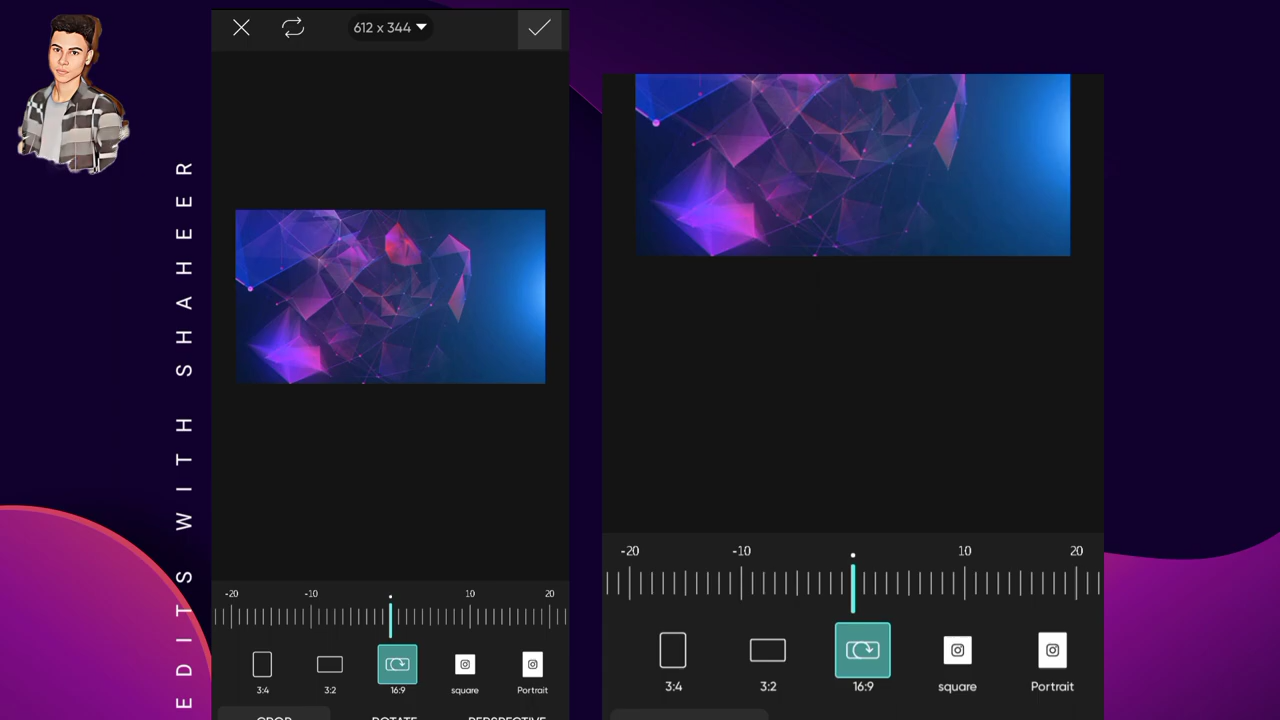 EDITS WITH SHAHEER
612 x 344
-20 -10 10 20
3:4 3:2 16:9 square Portrait
CROP ROTATE PERSPECTIVE
-20 -10 10 20
3:4 3:2 16:9 square Portrait